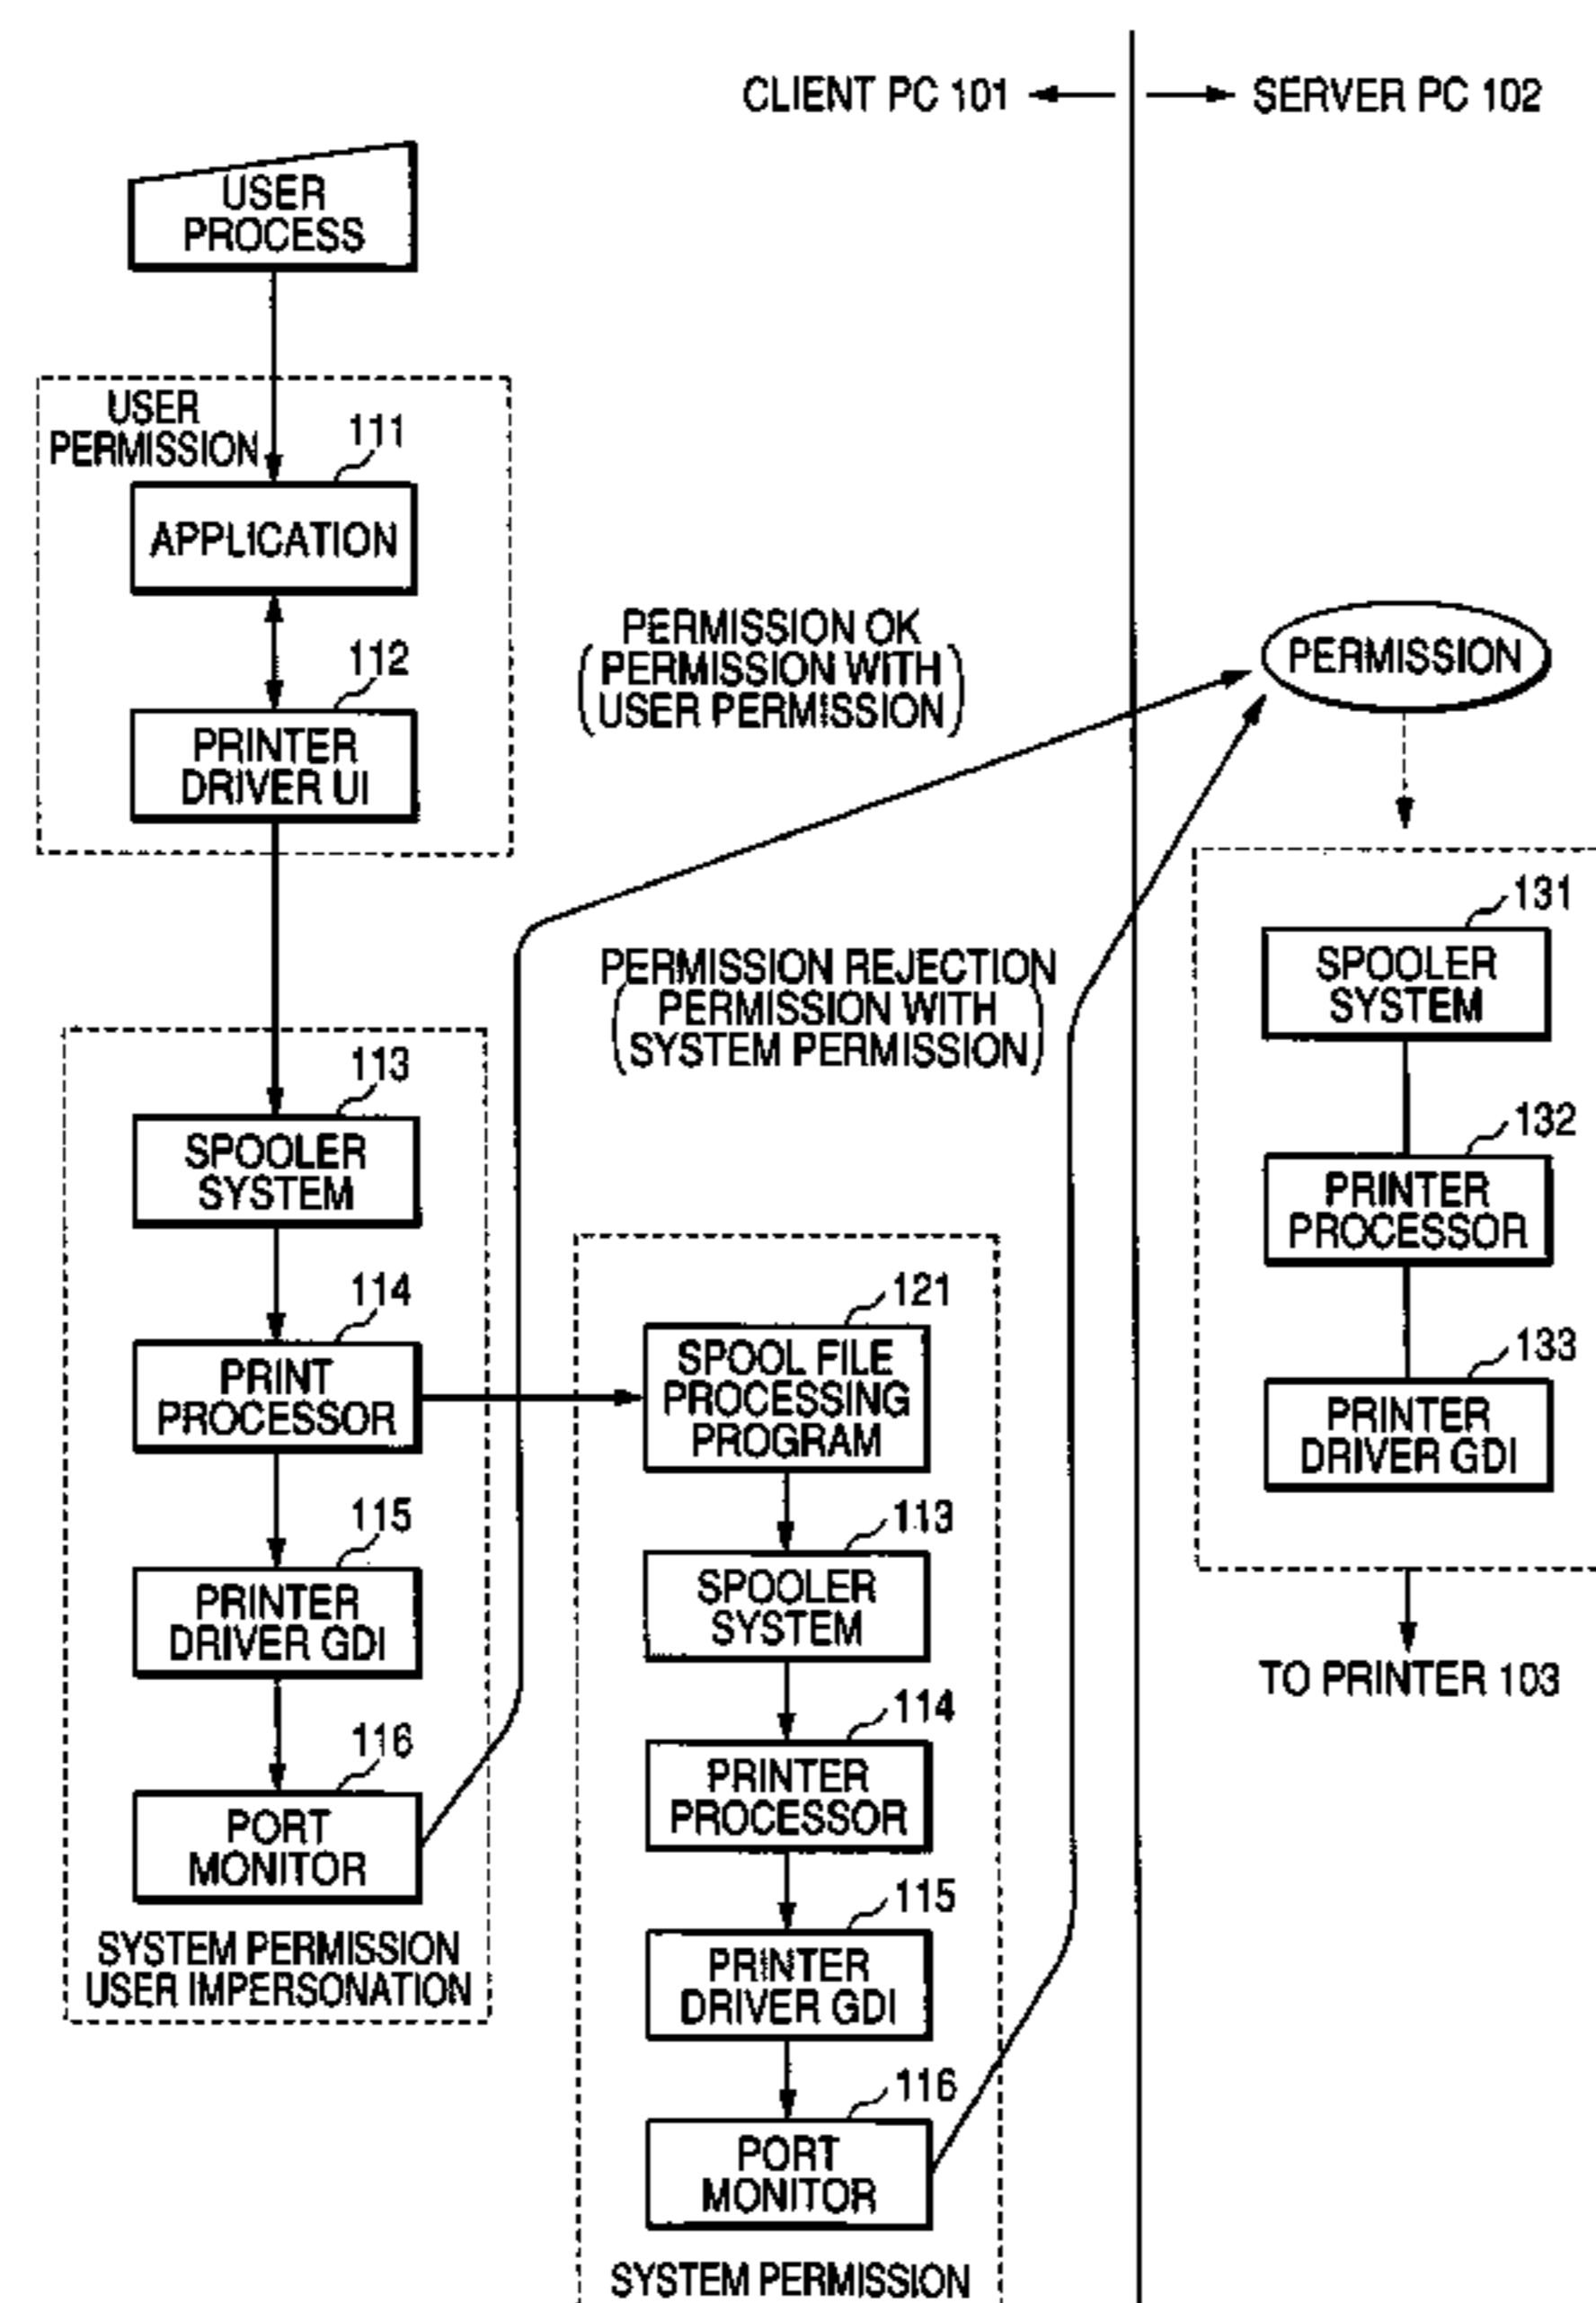 CLIENT PC 101
SERVER PC 102
USER
PROCESS
USER
PERMISSION
111
APPLICATION
112
PRINTER
DRIVER UI
PERMISSION OK
(PERMISSION WITH
USER PERMISSION)
PERMISSION
PERMISSION REJECTION
(PERMISSION WITH
SYSTEM PERMISSION)
113
SPOOLER
SYSTEM
114
PRINT
PROCESSOR
115
PRINTER
DRIVER GDI
116
PORT
MONITOR
SYSTEM PERMISSION
USER IMPERSONATION
121
SPOOL FILE
PROCESSING
PROGRAM
113
SPOOLER
SYSTEM
114
PRINTER
PROCESSOR
115
PRINTER
DRIVER GDI
116
PORT
MONITOR
SYSTEM PERMISSION
131
SPOOLER
SYSTEM
132
PRINTER
PROCESSOR
133
PRINTER
DRIVER GDI
TO PRINTER 103